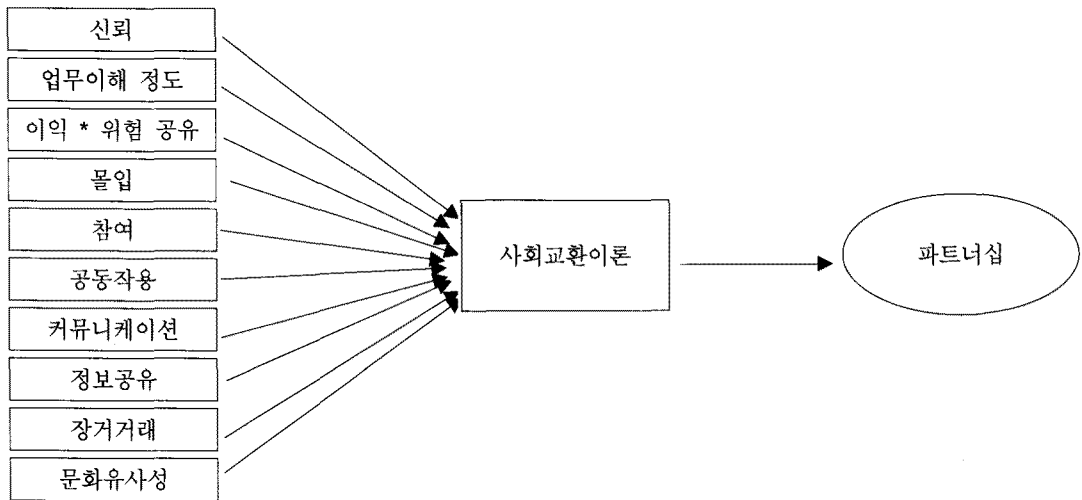 신뢰
업무이해 정도
이익 * 위험 공유
몰입
참여
공동작용
커뮤니케이션
정보공유
장거거래
문화유사성
사회교환이론
파트너십